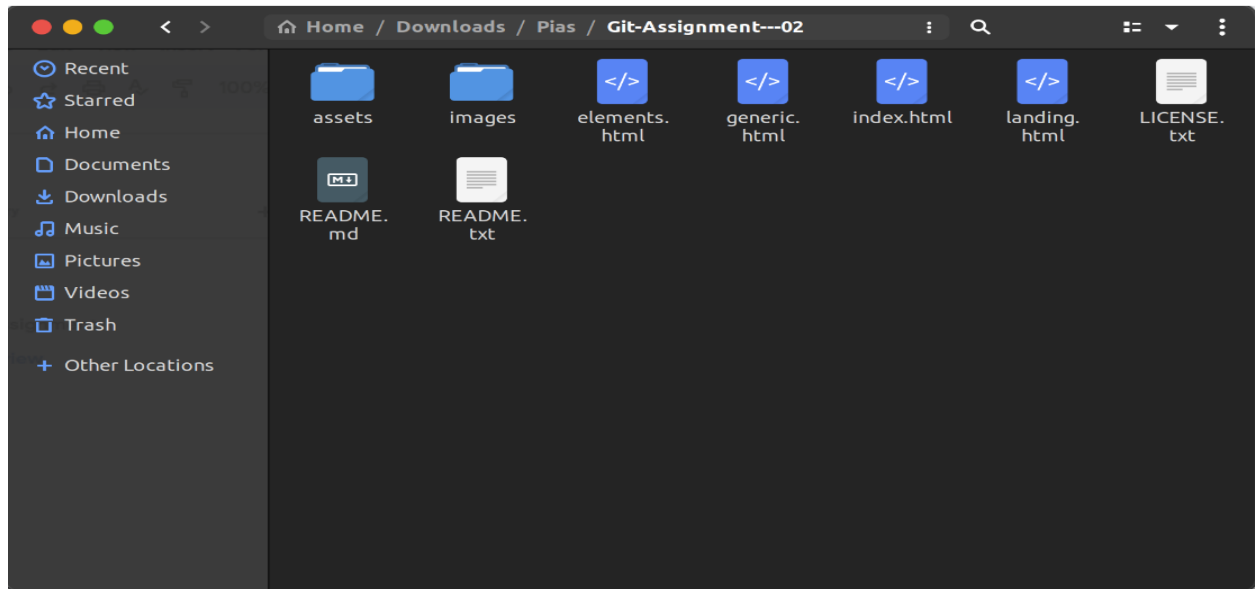 Home / Downloads / Pias / Git-Assignment---02
Recent
Starred
Home
Documents
Downloads
Music
Pictures
Videos
Trash
+ Other Locations
assets
images
elements.
html
generic.
html
index.html
landing.
html
LICENSE.
txt
README.
md
README.
txt